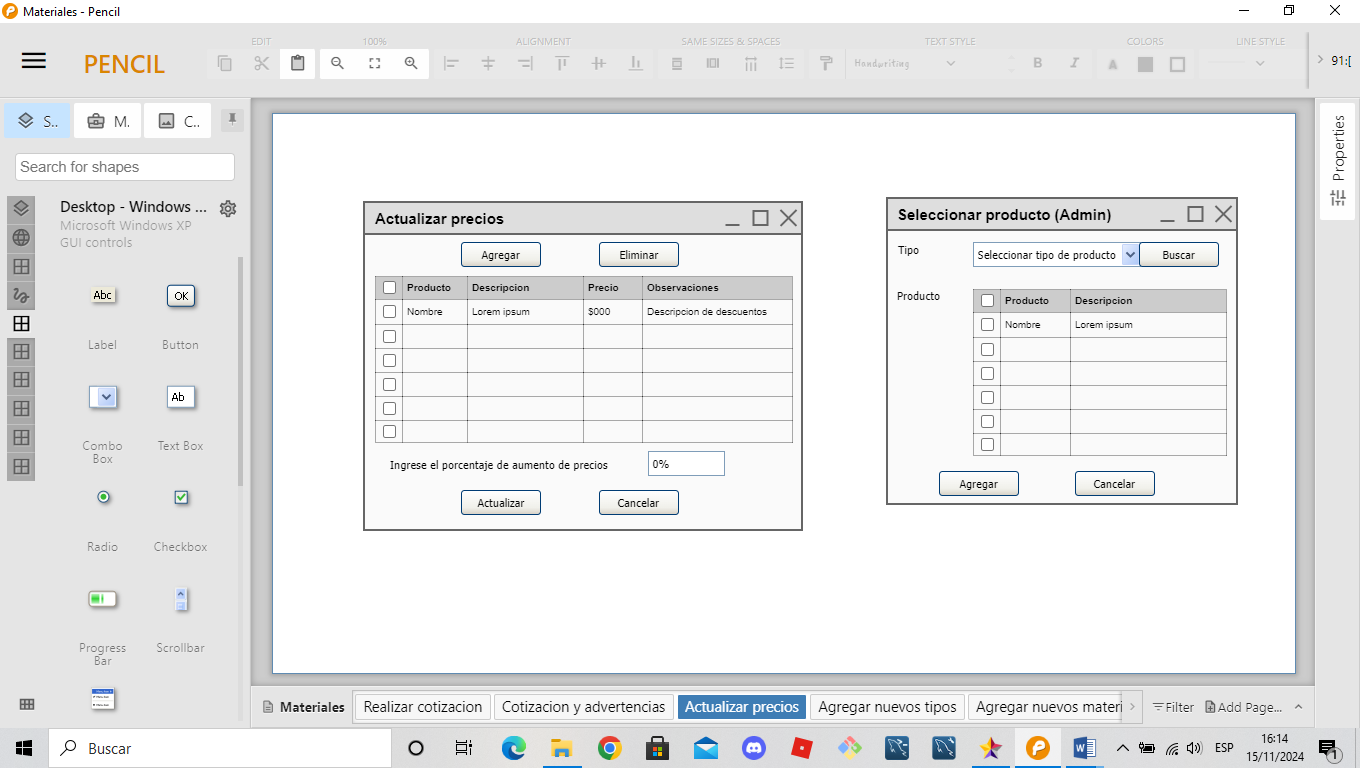 Materiales - Pencil
EDIT
100%
ALIGNMENT
SAME SIZES & SPACES
TEXT STYLE
COLORS
LINE STYLE
PENCIL
Handwriting
B
I
A
91:[
S..
M.
C..
Search for shapes
Desktop - Windows ...
Microsoft Windows XP
GUI controls
Abc
OK
Label
Button
Ab
Combo
Box
Text Box
Radio
Checkbox
Progress
Bar
Scrollbar
Actualizar precios
Agregar
Eliminar
Producto
Descripcion
Precio
Observaciones
Nombre
Lorem ipsum
$000
Descripcion de descuentos
Ingrese el porcentaje de aumento de precios
0%
Actualizar
Cancelar
Seleccionar producto (Admin)
Tipo
Seleccionar tipo de producto
Buscar
Producto
Producto
Descripcion
Nombre
Lorem ipsum
Agregar
Cancelar
Properties
Materiales
Realizar cotizacion
Cotizacion y advertencias
Actualizar precios
Agregar nuevos tipos
Agregar nuevos materi
Filter
Add Page...
Buscar
ESP
16:14
15/11/2024
1